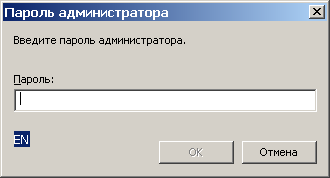 Пароль администратора
Введите пароль администратора.
Пароль:
EN
OK
Отмена